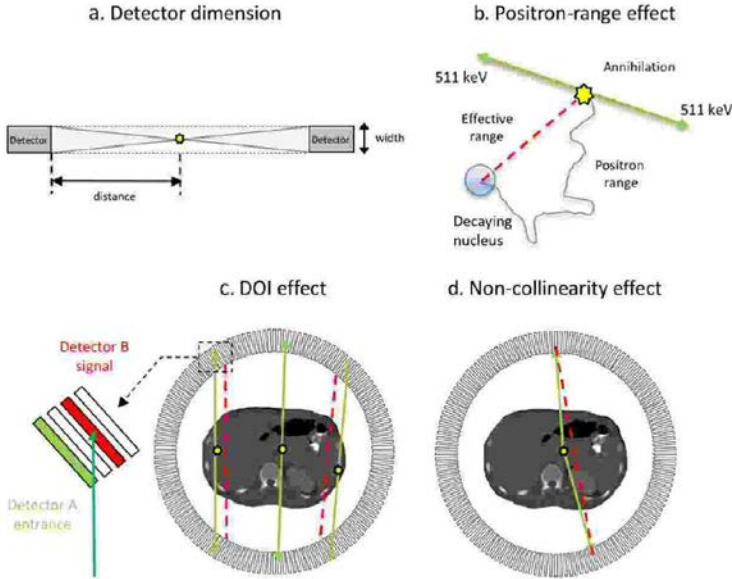 a. Detector dimension
Detector
Detector
width
distance
b. Positron-range effect
Annihilation
511 keV
511 keV
Effective
range
Positron
range
Decaying
nucleus
c. DOI effect
Detector B
signal
Detector A
entrance
d. Non-collinearity effect